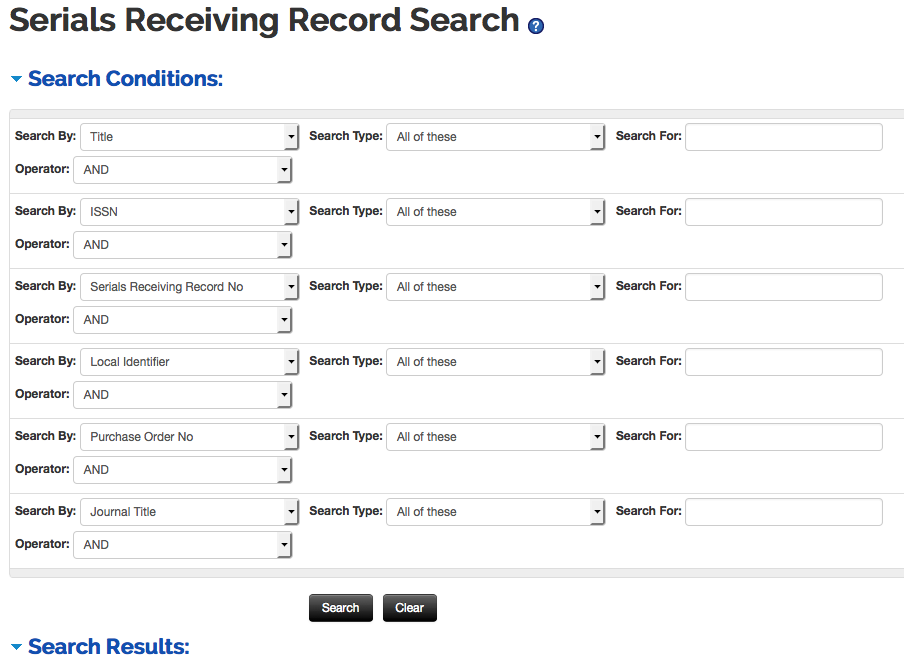 Serials Receiving Record Search ?
Search Conditions:
Search By: Title Search Type: All of these Search For:
Operator: AND
Search By: ISSN Search Type: All of these Search For:
Operator: AND
Search By: Serials Receiving Record No Search Type: All of these Search For:
Operator: AND
Search By: Local Identifier Search Type: All of these Search For:
Operator: AND
Search By: Purchase Order No Search Type: All of these Search For:
Operator: AND
Search By: Journal Title Search Type: All of these Search For:
Operator: AND
Search Clear
Search Results: